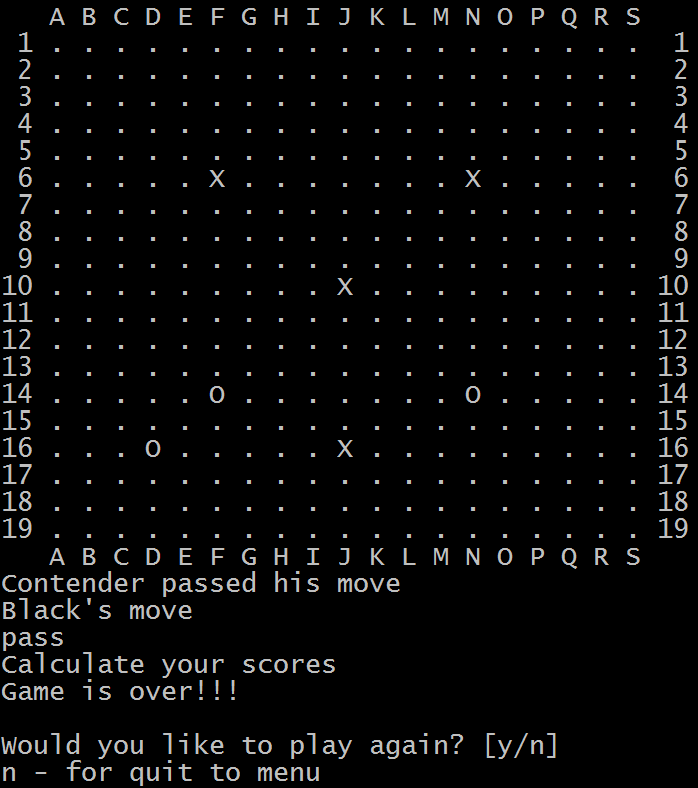 A B C D E F G H I J K L M N O P Q R S
1 . . . . . . . . . . . . . . . . . . . 1
2 . . . . . . . . . . . . . . . . . . . 2
3 . . . . . . . . . . . . . . . . . . . 3
4 . . . . . . . . . . . . . . . . . . . 4
5 . . . . . . . . . . . . . . . . . . . 5
6 . . . . . X . . . . . . . X . . . . . 6
7 . . . . . . . . . . . . . . . . . . . 7
8 . . . . . . . . . . . . . . . . . . . 8
9 . . . . . . . . . . . . . . . . . . . 9
10 . . . . . . . . . X . . . . . . . . . 10
11 . . . . . . . . . . . . . . . . . . . 11
12 . . . . . . . . . . . . . . . . . . . 12
13 . . . . . . . . . . . . . . . . . . . 13
14 . . . . . O . . . . . . . O . . . . . 14
15 . . . . . . . . . . . . . . . . . . . 15
16 . . . O . . . . . X . . . . . . . . . 16
17 . . . . . . . . . . . . . . . . . . . 17
18 . . . . . . . . . . . . . . . . . . . 18
19 . . . . . . . . . . . . . . . . . . . 19
A B C D E F G H I J K L M N O P Q R S
Contender passed his move
Black's move
pass
Calculate your scores
Game is over!!!
Would you like to play again? [y/n]
n - for quit to menu